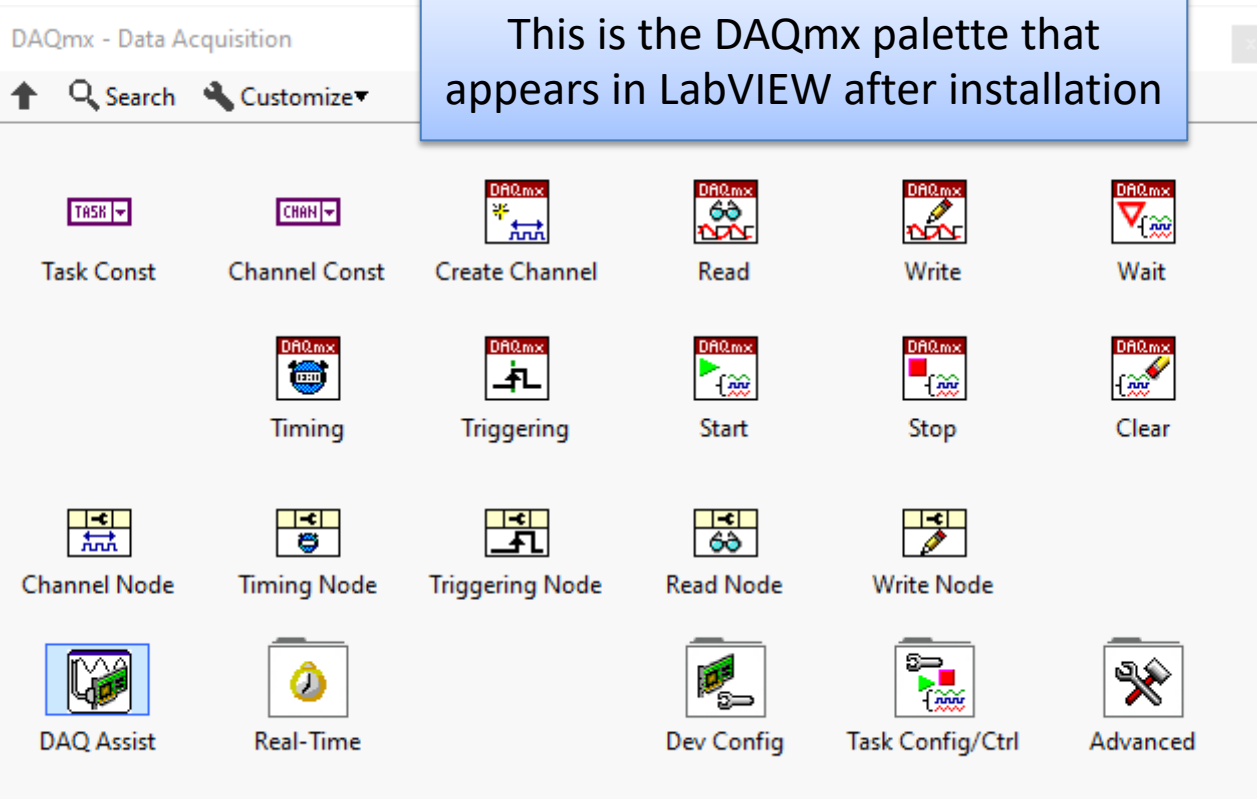 DAQmx - Data Acquisition
This is the DAQmx palette that
appears in LabVIEW after installation
Search Customize
TASK CHAN DAQmx DAQmx DAQmx DAQmx
Task Const Channel Const Create Channel Read Write Wait
DAQmx DAQmx DAQmx DAQmx DAQmx
Timing Triggering Start Stop Clear
Channel Node Timing Node Triggering Node Read Node Write Node
DAQ Assist Real-Time Dev Config Task Config/Ctrl Advanced